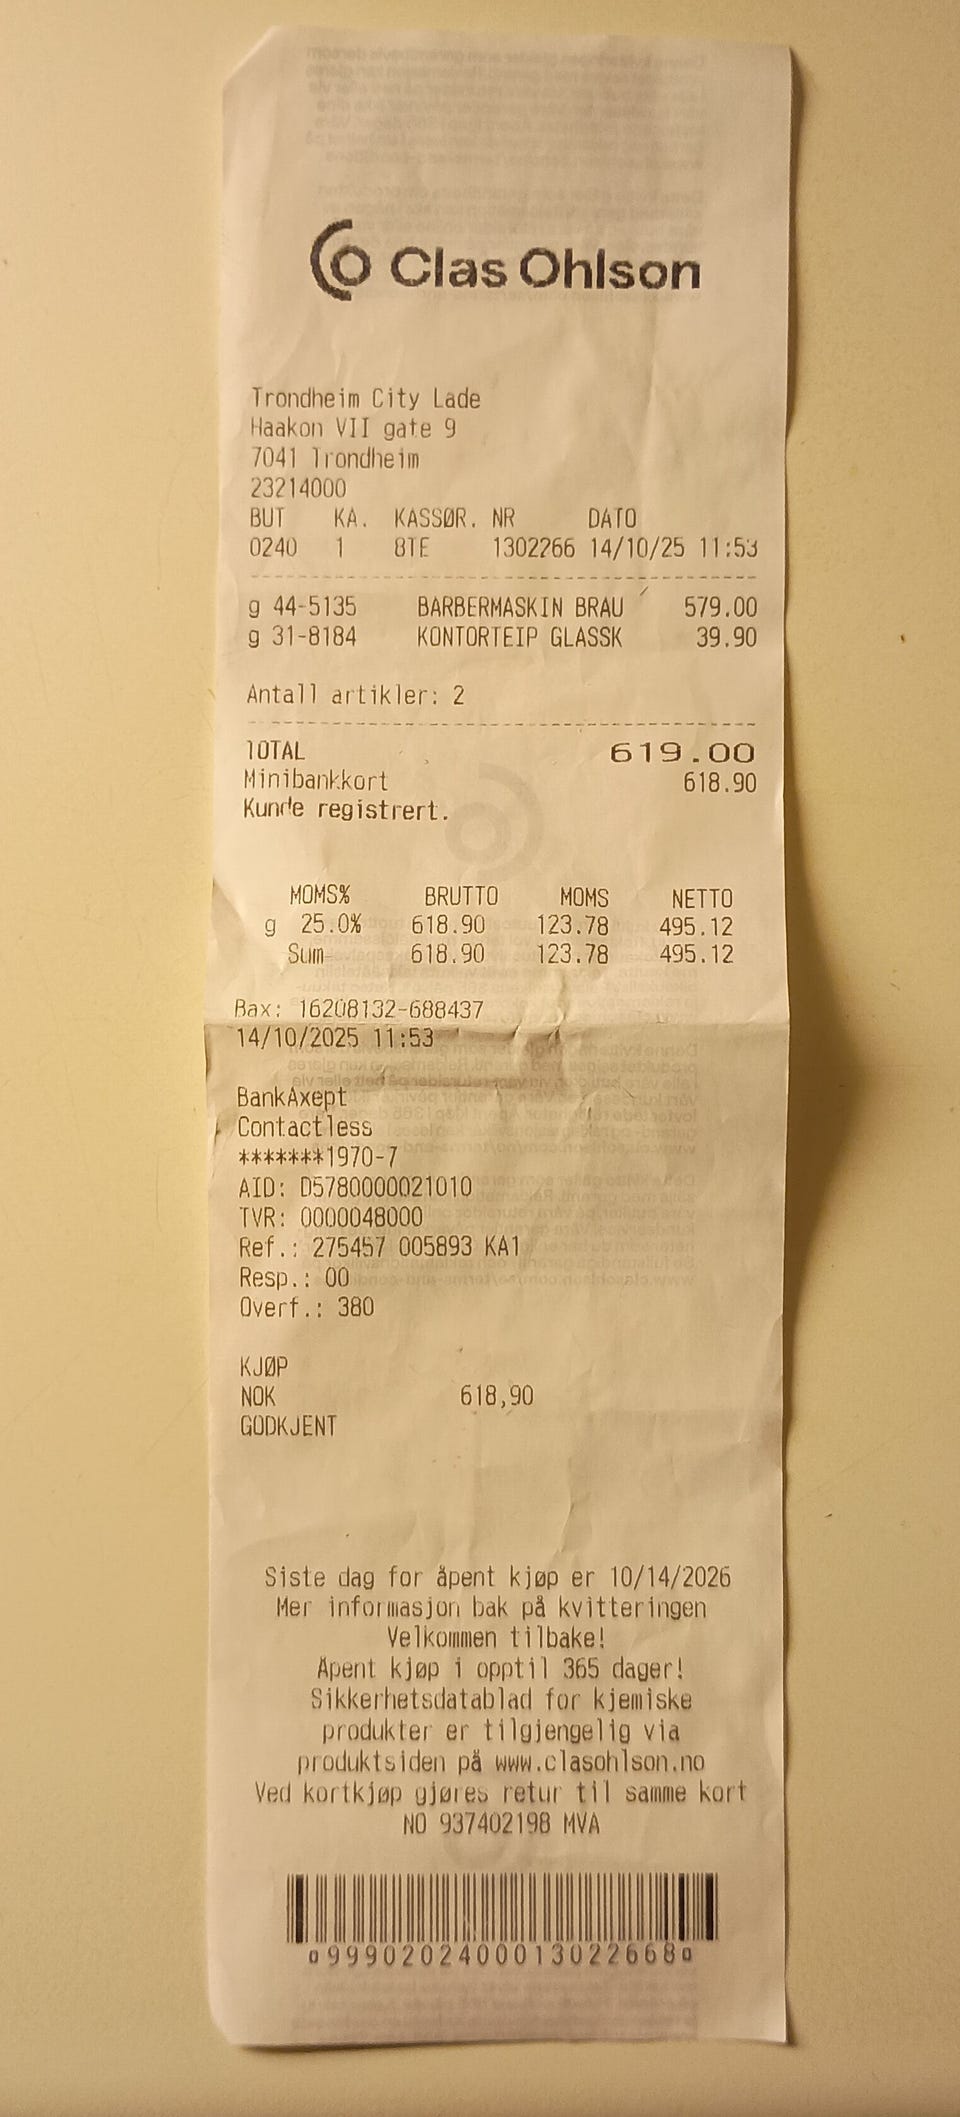 Clas Ohlson
Trondheim City Lade
Haakon VII gate 9
7041 Trondheim
23214000
BUT KA. KASSØR. NR DATO
0240 1 8TE 1302266 14/10/25 11:53
g 44-5135 BARBERMASKIN BRAU 579.00
g 31-8184 KONTORTEIP GLASSK 39.90
Antall artikler: 2
TOTAL 619.00
Minibankkort 618.90
Kunde registrert.
MOMS% BRUTTO MOMS NETTO
g 25.0% 618.90 123.78 495.12
Sum 618.90 123.78 495.12
Bax: 16208132-688437
14/10/2025 11:53
BankAxept
Contactless
*******1970-7
AID: D5780000021010
TVR: 0000048000
Ref.: 275457 005893 KA1
Resp.: 00
Overf.: 380
KJØP
NOK 618,90
GODKJENT
Siste dag for åpent kjøp er 10/14/2026
Mer informasjon bak på kvitteringen
Velkommen tilbake!
Åpent kjøp i opptil 365 dager!
Sikkerhetsdatablad for kjemiske
produkter er tilgjengelig via
produktsiden på www.clasohlson.no
Ved kortkjøp gjøres retur til samme kort
NO 937402198 MVA
a9990202400013022668a